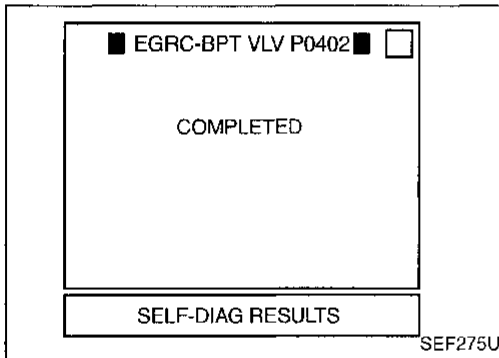 EGRC-BPT VLV P0402
COMPLETED
SELF-DIAG RESULTS
SEF275U